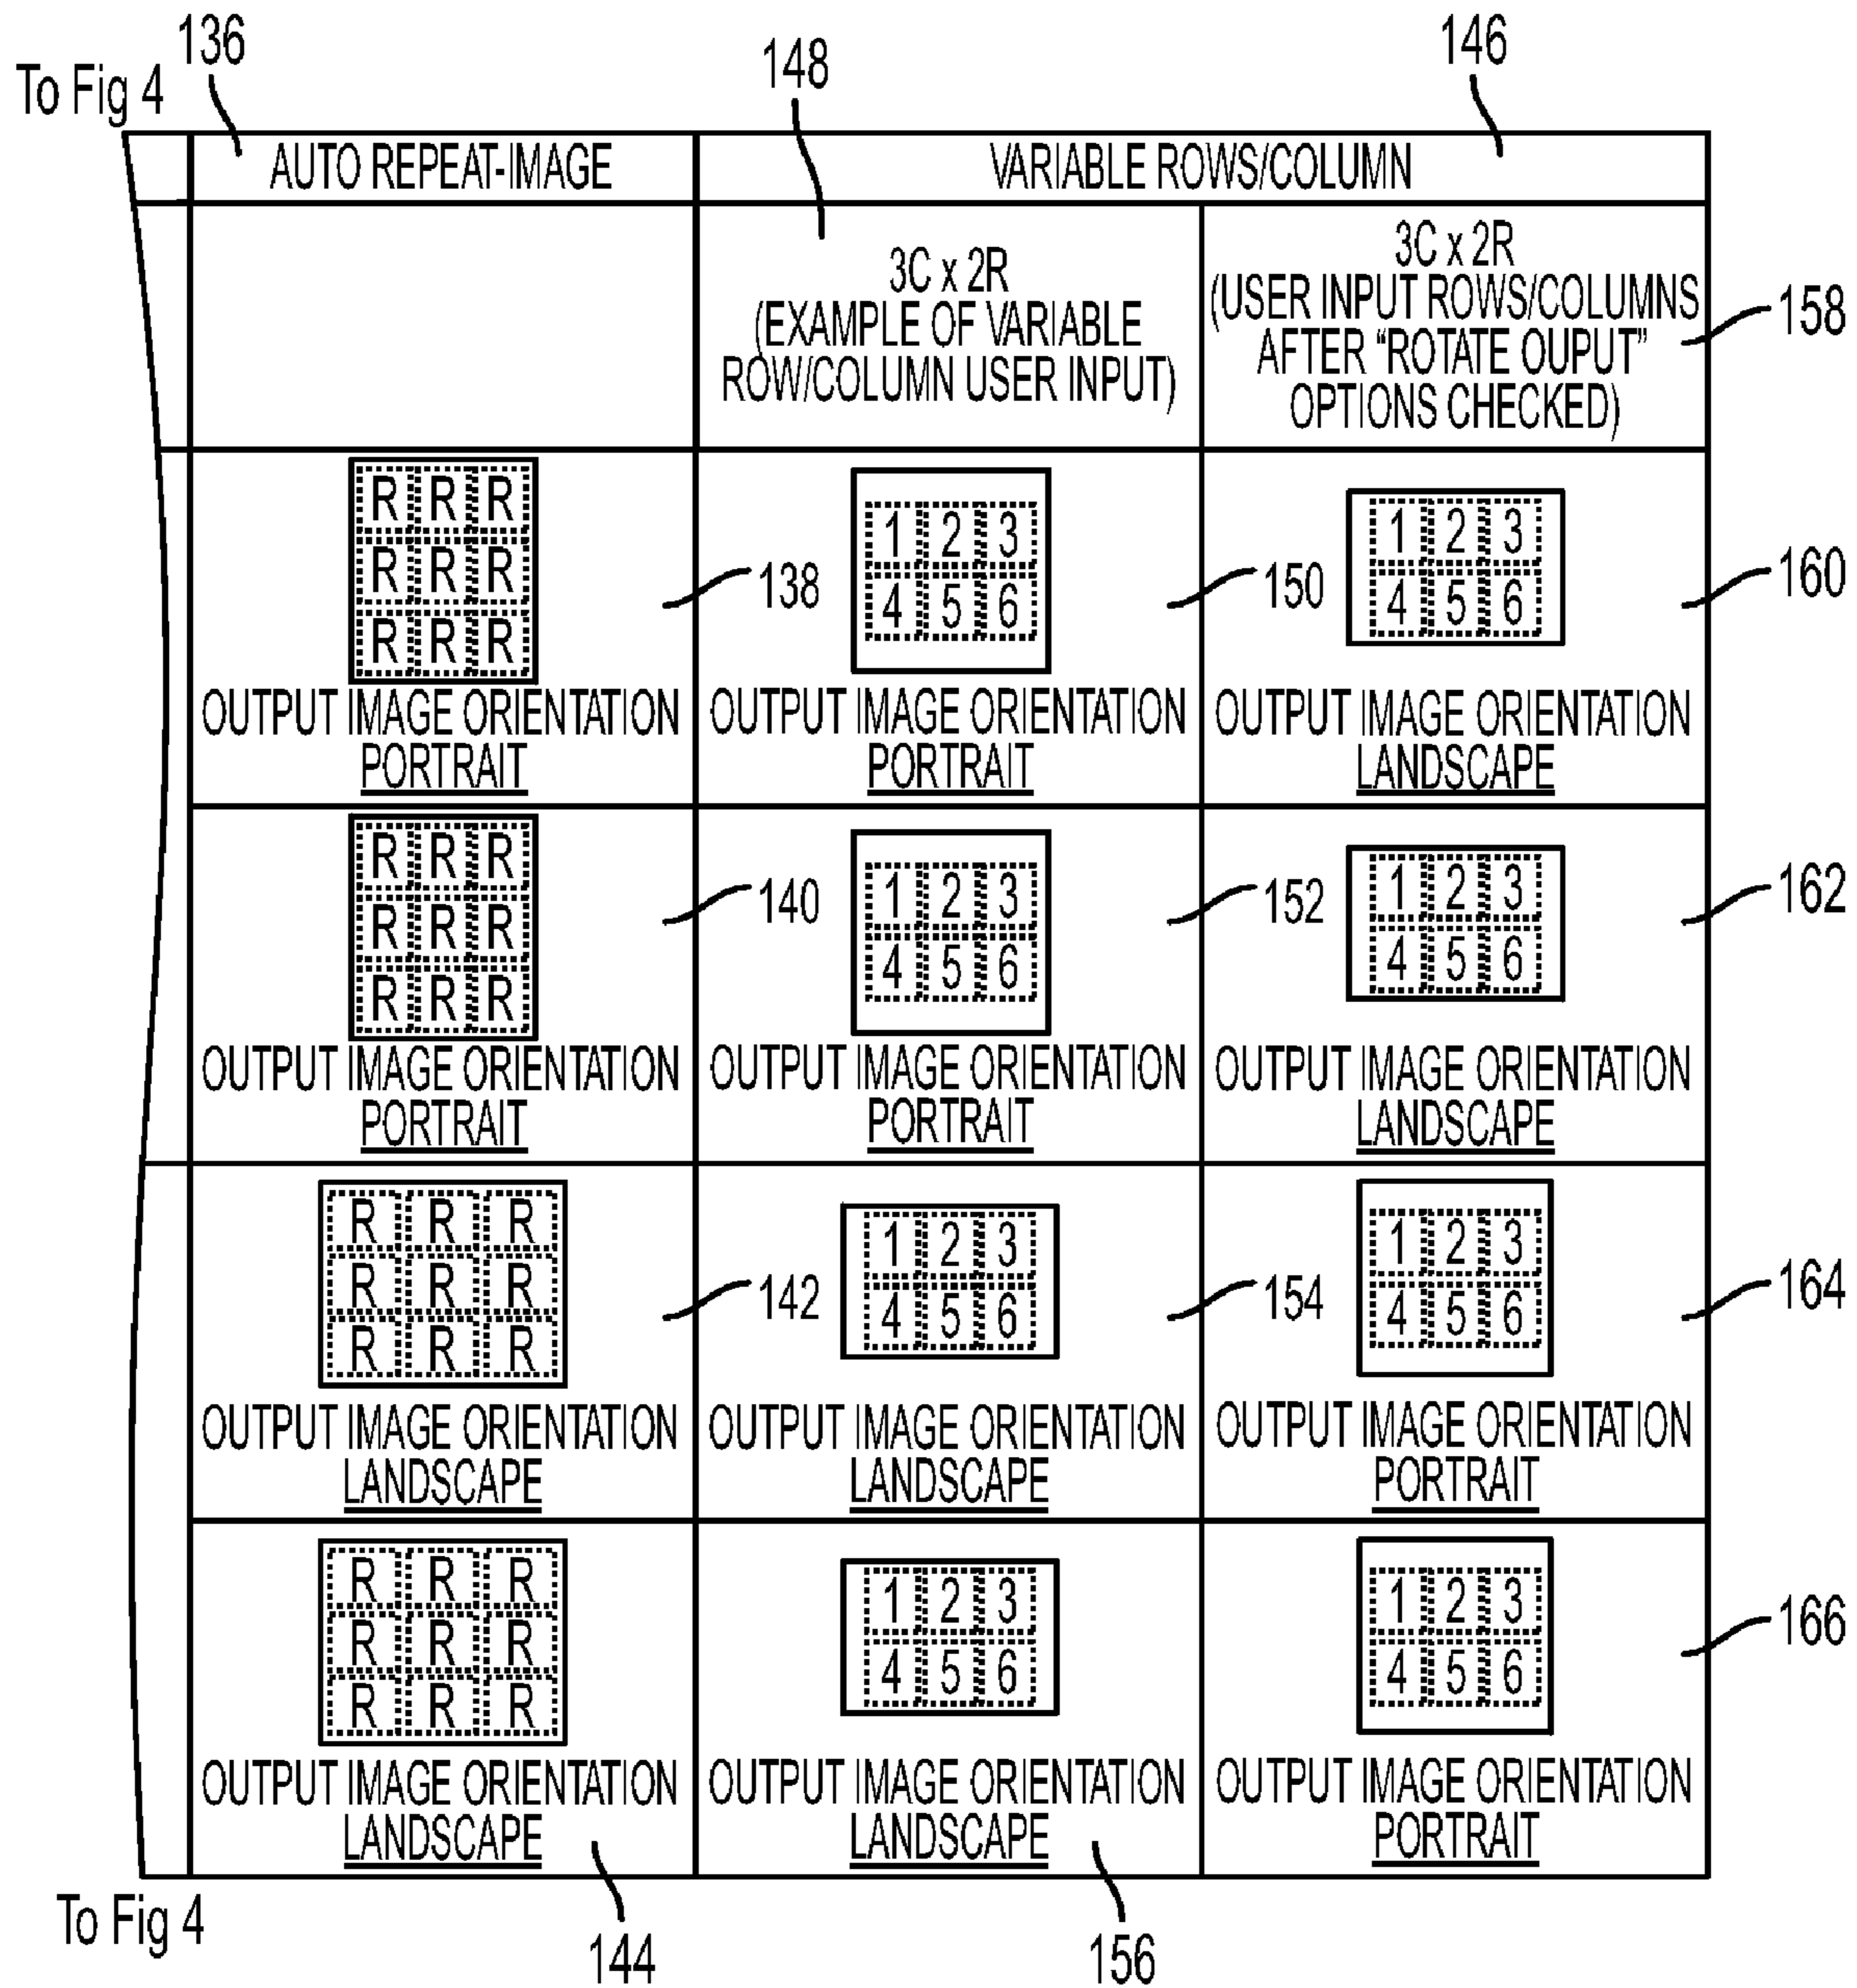 136
148
146
To Fig 4
AUTO REPEAT-IMAGE
VARIABLE ROWS/COLUMN
3C x 2R
(EXAMPLE OF VARIABLE
ROW/COLUMN USER INPUT)
3C x 2R
(USER INPUT ROWS/COLUMNS
AFTER “ROTATE OUPUT”
OPTIONS CHECKED)
158
R R R
R R R
R R R
138
OUTPUT IMAGE ORIENTATION
PORTRAIT
1 2 3
4 5 6
150
OUTPUT IMAGE ORIENTATION
PORTRAIT
1 2 3
4 5 6
160
OUTPUT IMAGE ORIENTATION
LANDSCAPE
R R R
R R R
R R R
140
OUTPUT IMAGE ORIENTATION
PORTRAIT
1 2 3
4 5 6
152
OUTPUT IMAGE ORIENTATION
PORTRAIT
1 2 3
4 5 6
162
OUTPUT IMAGE ORIENTATION
LANDSCAPE
R R R
R R R
R R R
142
OUTPUT IMAGE ORIENTATION
LANDSCAPE
1 2 3
4 5 6
154
OUTPUT IMAGE ORIENTATION
LANDSCAPE
1 2 3
4 5 6
164
OUTPUT IMAGE ORIENTATION
PORTRAIT
R R R
R R R
R R R
OUTPUT IMAGE ORIENTATION
LANDSCAPE
144
1 2 3
4 5 6
OUTPUT IMAGE ORIENTATION
LANDSCAPE
156
1 2 3
4 5 6
166
OUTPUT IMAGE ORIENTATION
PORTRAIT
To Fig 4